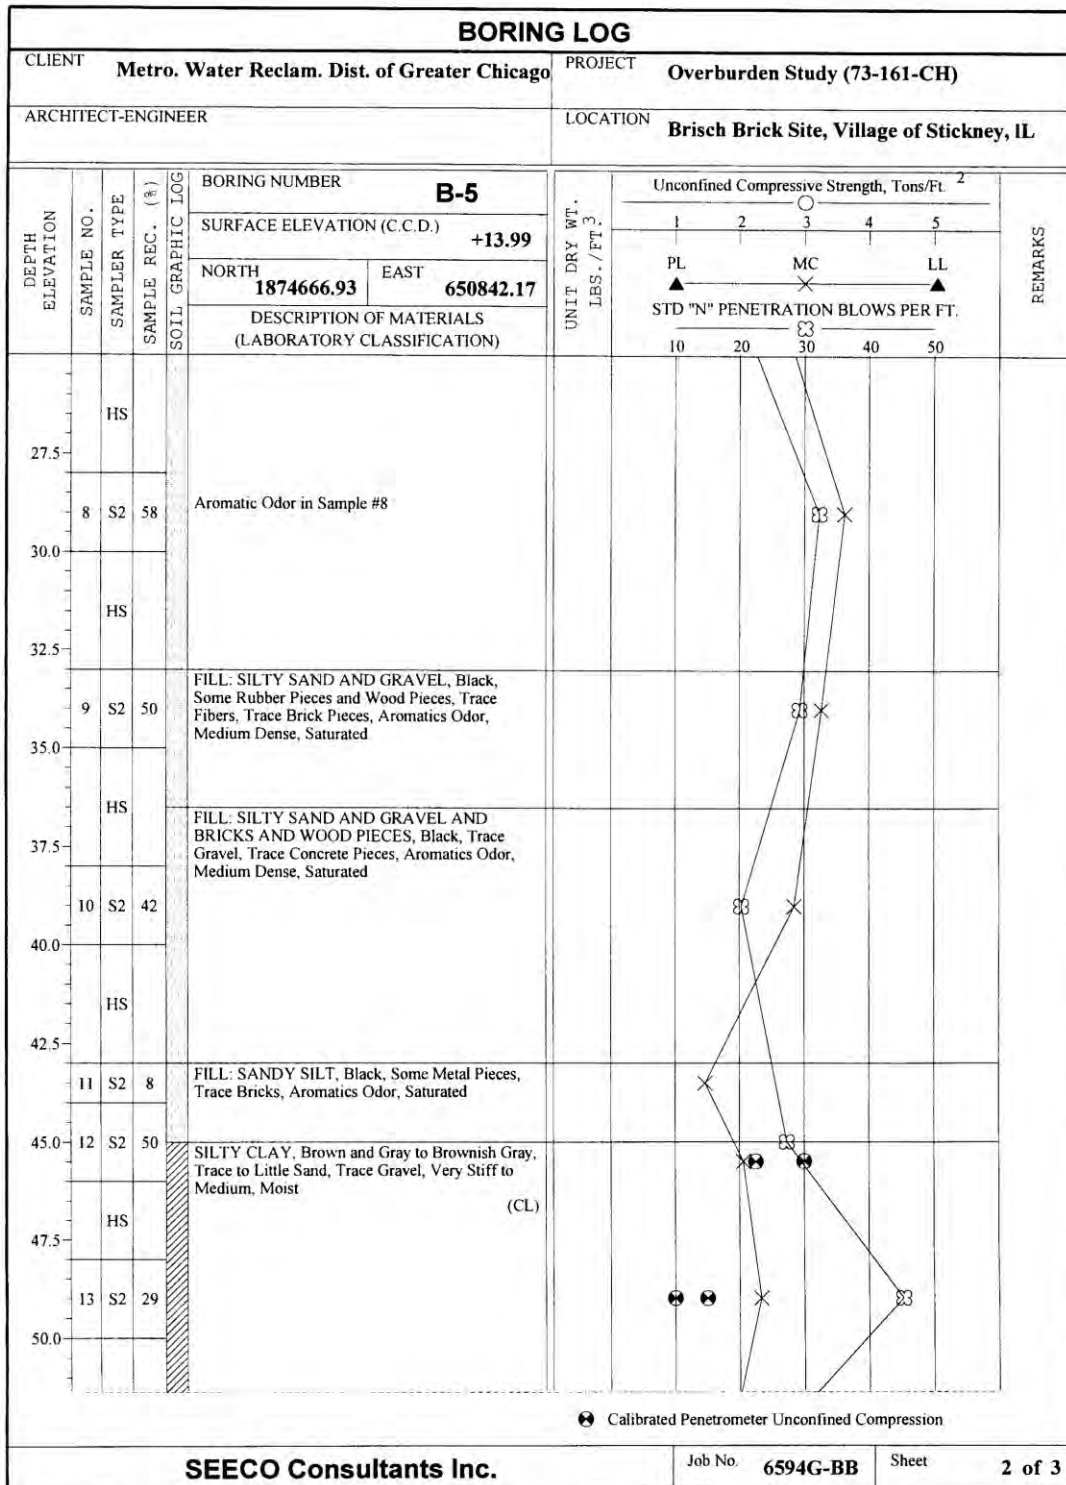 BORING LOG
CLIENT Metro. Water Reclam. Dist. of Greater Chicago
PROJECT Overburden Study (73-161-CH)
ARCHITECT-ENGINEER
LOCATION Brisch Brick Site, Village of Stickney, IL
DEPTH
ELEVATION
SAMPLE NO.
SAMPLER TYPE
SAMPLE REC. (%)
SOIL GRAPHIC LOG
BORING NUMBER B-5
SURFACE ELEVATION (C.C.D.) +13.99
NORTH 1874666.93
EAST 650842.17
DESCRIPTION OF MATERIALS
(LABORATORY CLASSIFICATION)
UNIT DRY WT.
LBS./FT.3
Unconfined Compressive Strength, Tons/Ft. 2
1 2 3 4 5
PL MC LL
STD "N" PENETRATION BLOWS PER FT.
10 20 30 40 50
REMARKS
HS
27.5
8 S2 58 Aromatic Odor in Sample #8
30.0
HS
32.5
9 S2 50
FILL: SILTY SAND AND GRAVEL, Black,
Some Rubber Pieces and Wood Pieces, Trace
Fibers, Trace Brick Pieces, Aromatics Odor,
Medium Dense, Saturated
35.0
HS
37.5
FILL: SILTY SAND AND GRAVEL AND
BRICKS AND WOOD PIECES, Black, Trace
Gravel, Trace Concrete Pieces, Aromatics Odor,
Medium Dense, Saturated
10 S2 42
40.0
HS
42.5
11 S2 8
FILL: SANDY SILT, Black, Some Metal Pieces,
Trace Bricks, Aromatics Odor, Saturated
45.0
12 S2 50
SILTY CLAY, Brown and Gray to Brownish Gray,
Trace to Little Sand, Trace Gravel, Very Stiff to
Medium, Moist
(CL)
HS
47.5
13 S2 29
50.0
Calibrated Penetrometer Unconfined Compression
SEECO Consultants Inc.
Job No. 6594G-BB
Sheet 2 of 3